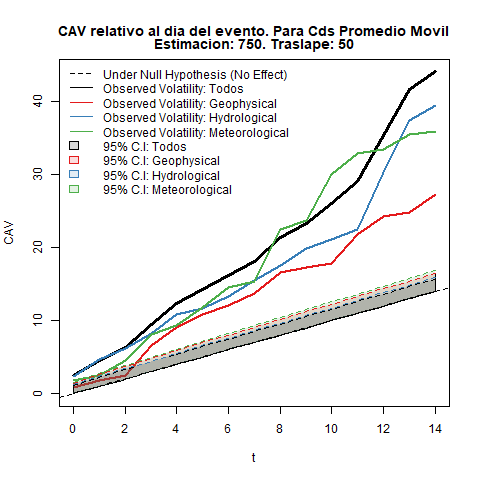 CAV relativo al dia del evento. Para Cds Promedio Movil
Estimacion: 750. Traslape: 50
Under Null Hypothesis (No Effect)
Observed Volatility: Todos
Observed Volatility: Geophysical
Observed Volatility: Hydrological
Observed Volatility: Meteorological
95% C.I: Todos
95% C.I: Geophysical
95% C.I: Hydrological
95% C.I: Meteorological
CAV
40
30
20
10
0
0 2 4 6 8 10 12 14
t